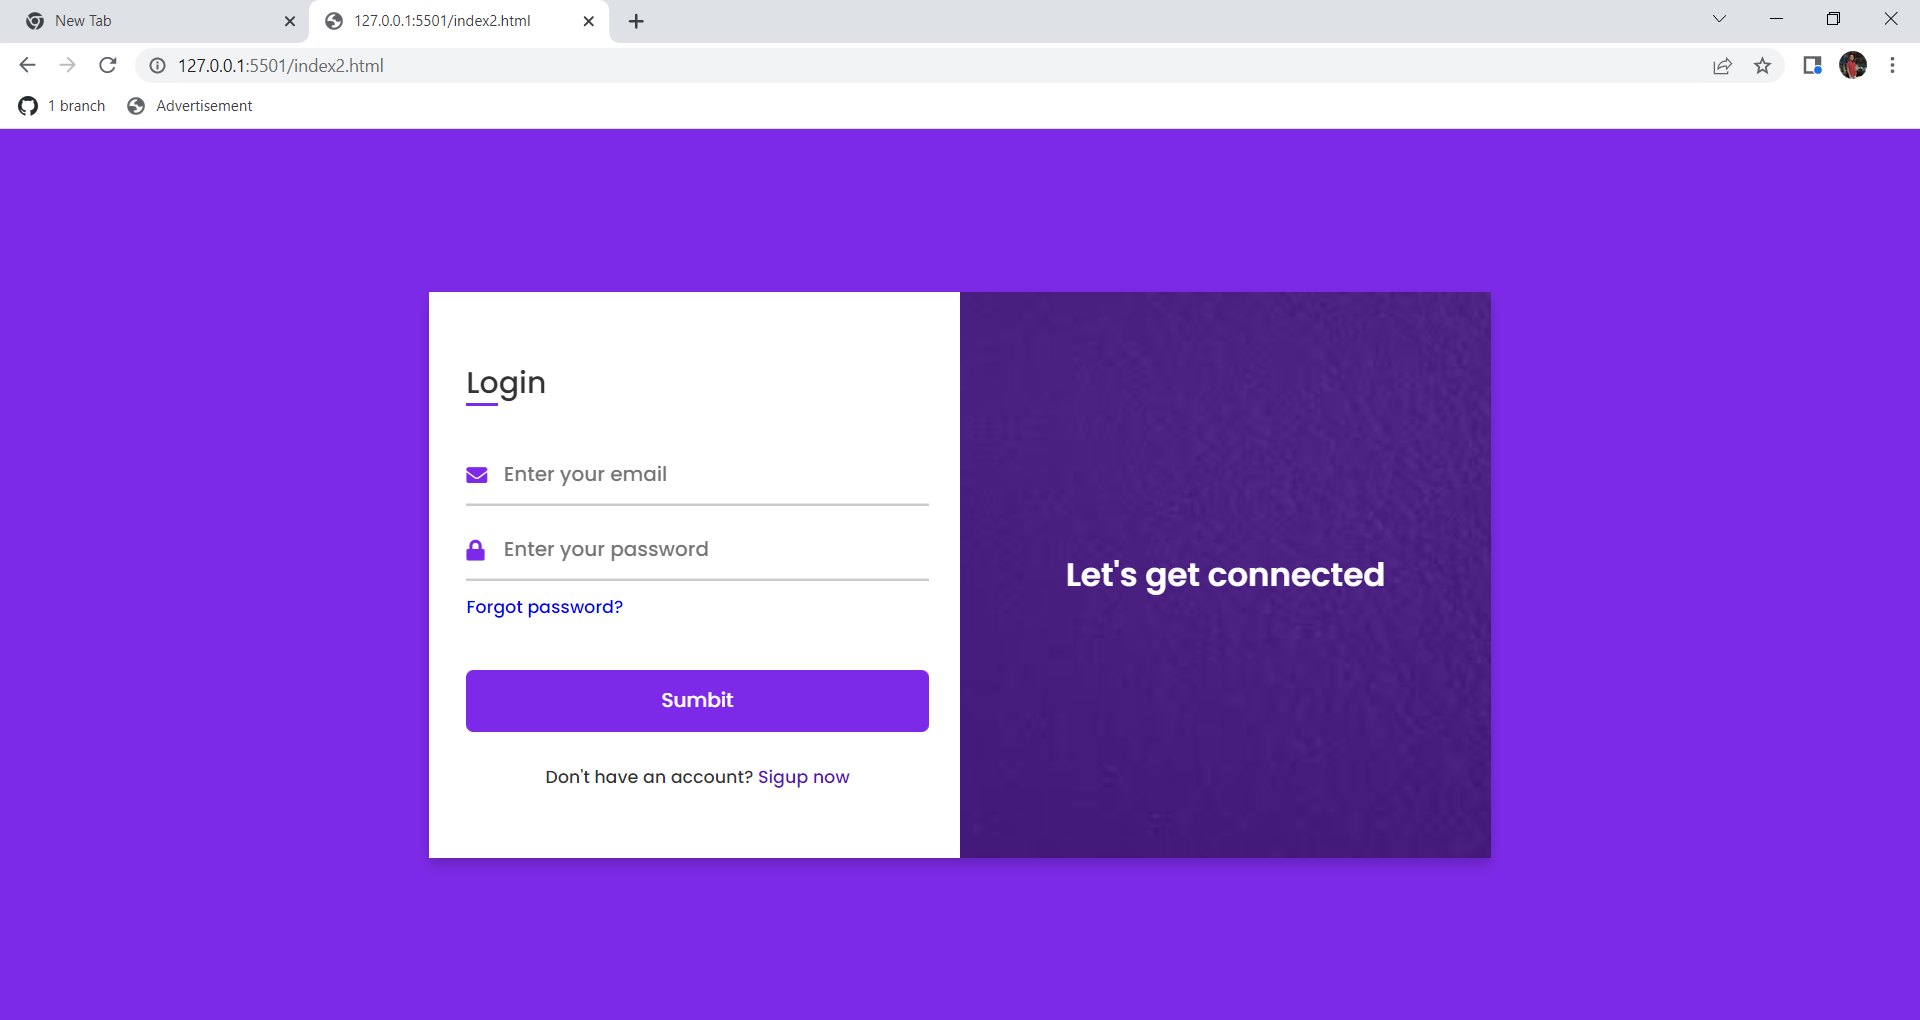 New Tab
127.0.0.1:5501/index2.html
127.0.0.1:5501/index2.html
1 branch
Advertisement
Login
Enter your email
Enter your password
Forgot password?
Sumbit
Don't have an account? Sigup now
Let's get connected